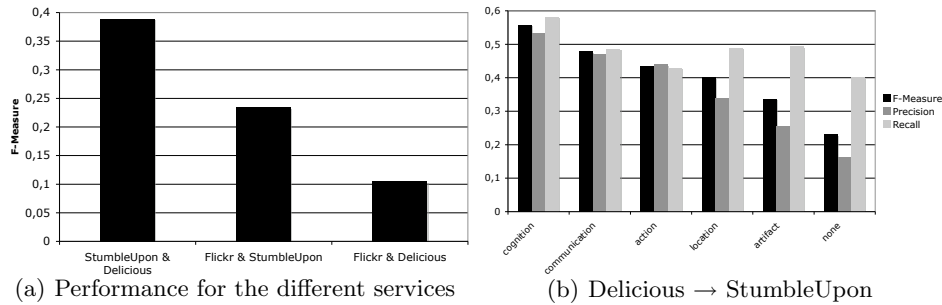 0,4
0,35
0,3
0,25
0,2
0,15
0,1
0,05
0
F-Measure
StumbleUpon &
Delicious
Flickr & StumbleUpon
Flickr & Delicious
(a) Performance for the different services
0,6
0,5
0,4
0,3
0,2
0,1
0
cognition
communication
action
location
artifact
none
F-Measure
Precision
Recall
(b) Delicious → StumbleUpon